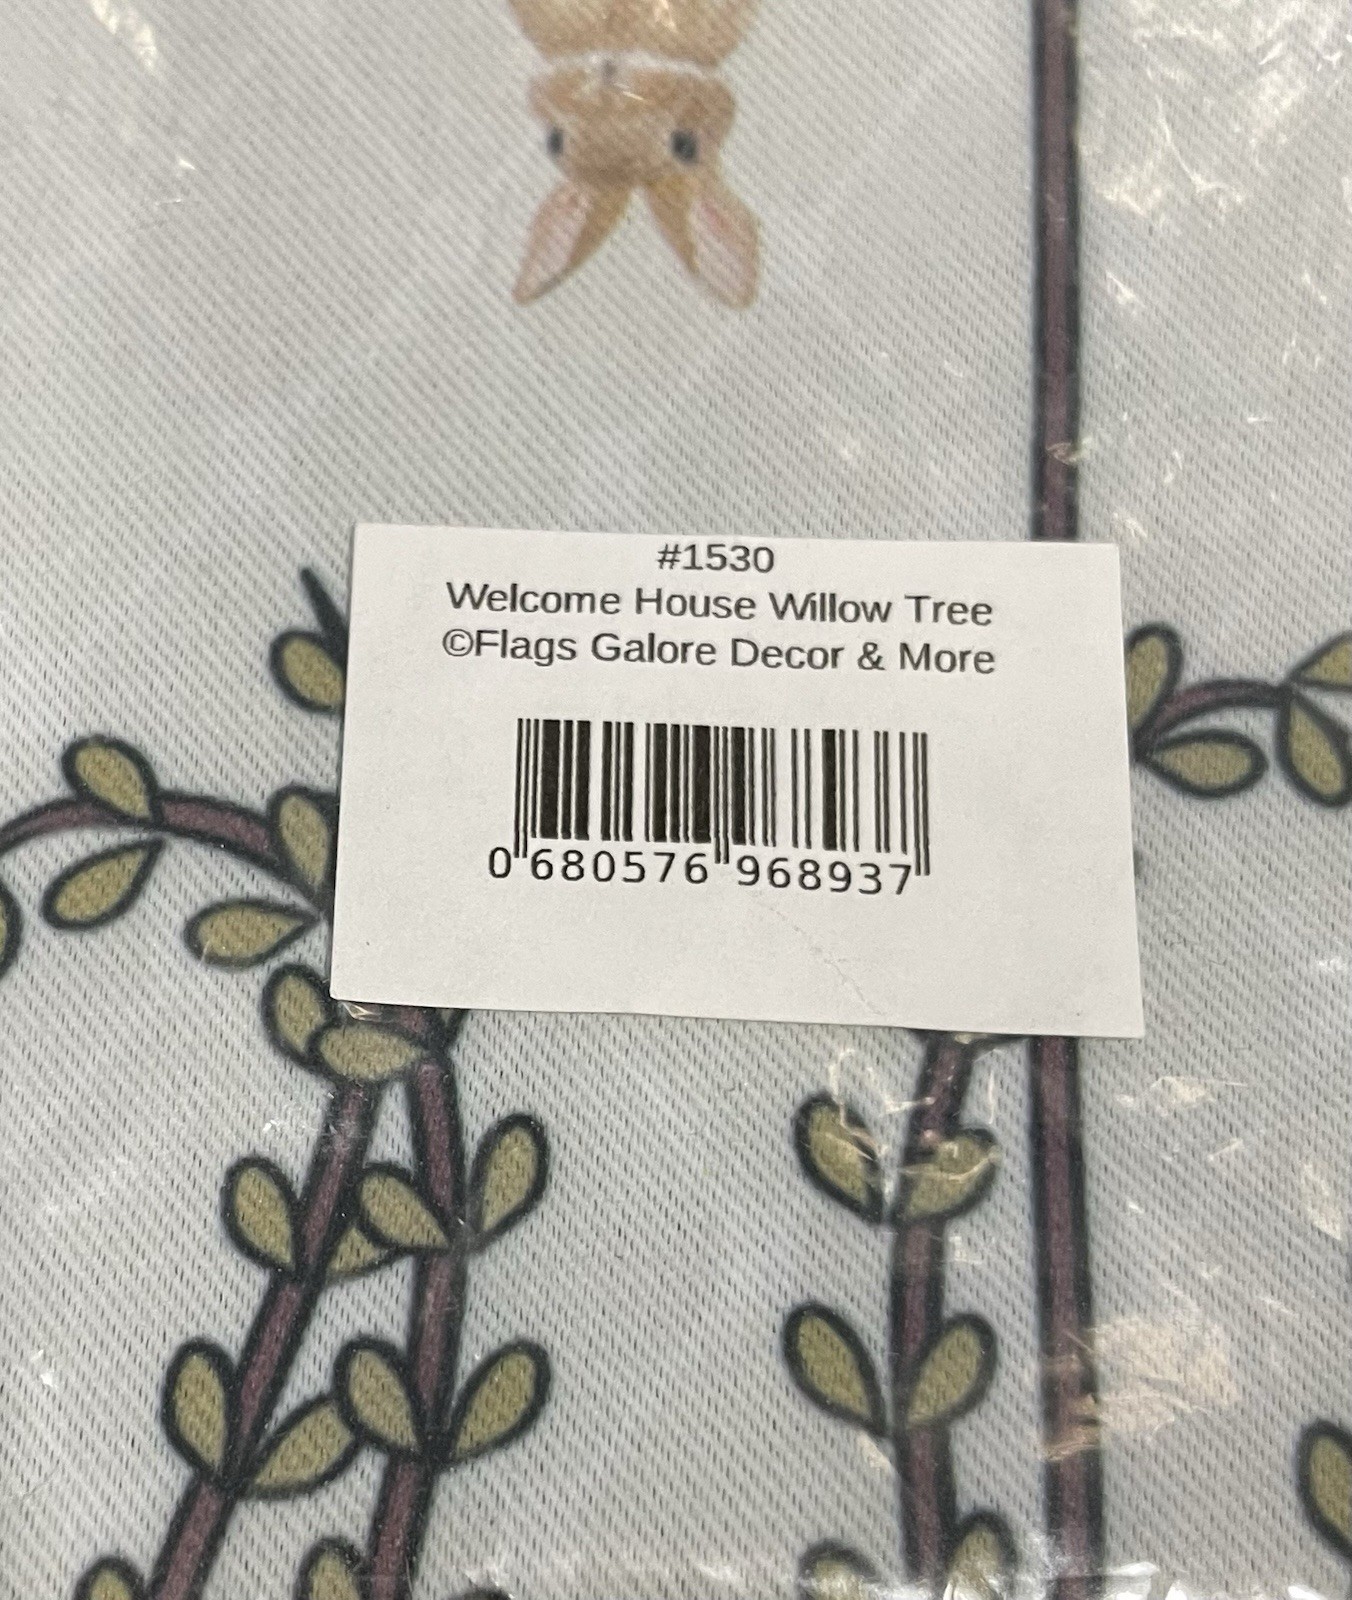 #1530
Welcome House Willow Tree
©Flags Galore Decor & More
0 680576 968937